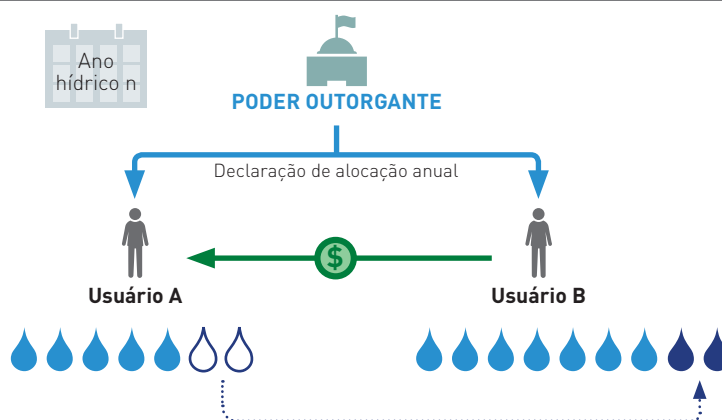 Ano
hídrico n
PODER OUTORGANTE
Declaração de alocação anual
$
Usuário A
Usuário B